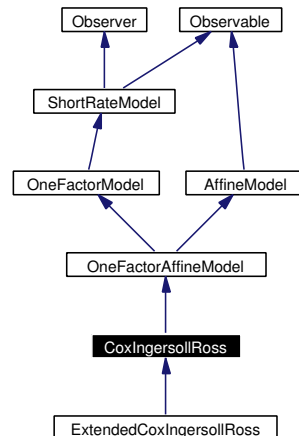 Observer
Observable
ShortRateModel
OneFactorModel
AffineModel
OneFactorAffineModel
CoxIngersollRoss
ExtendedCoxIngersollRoss